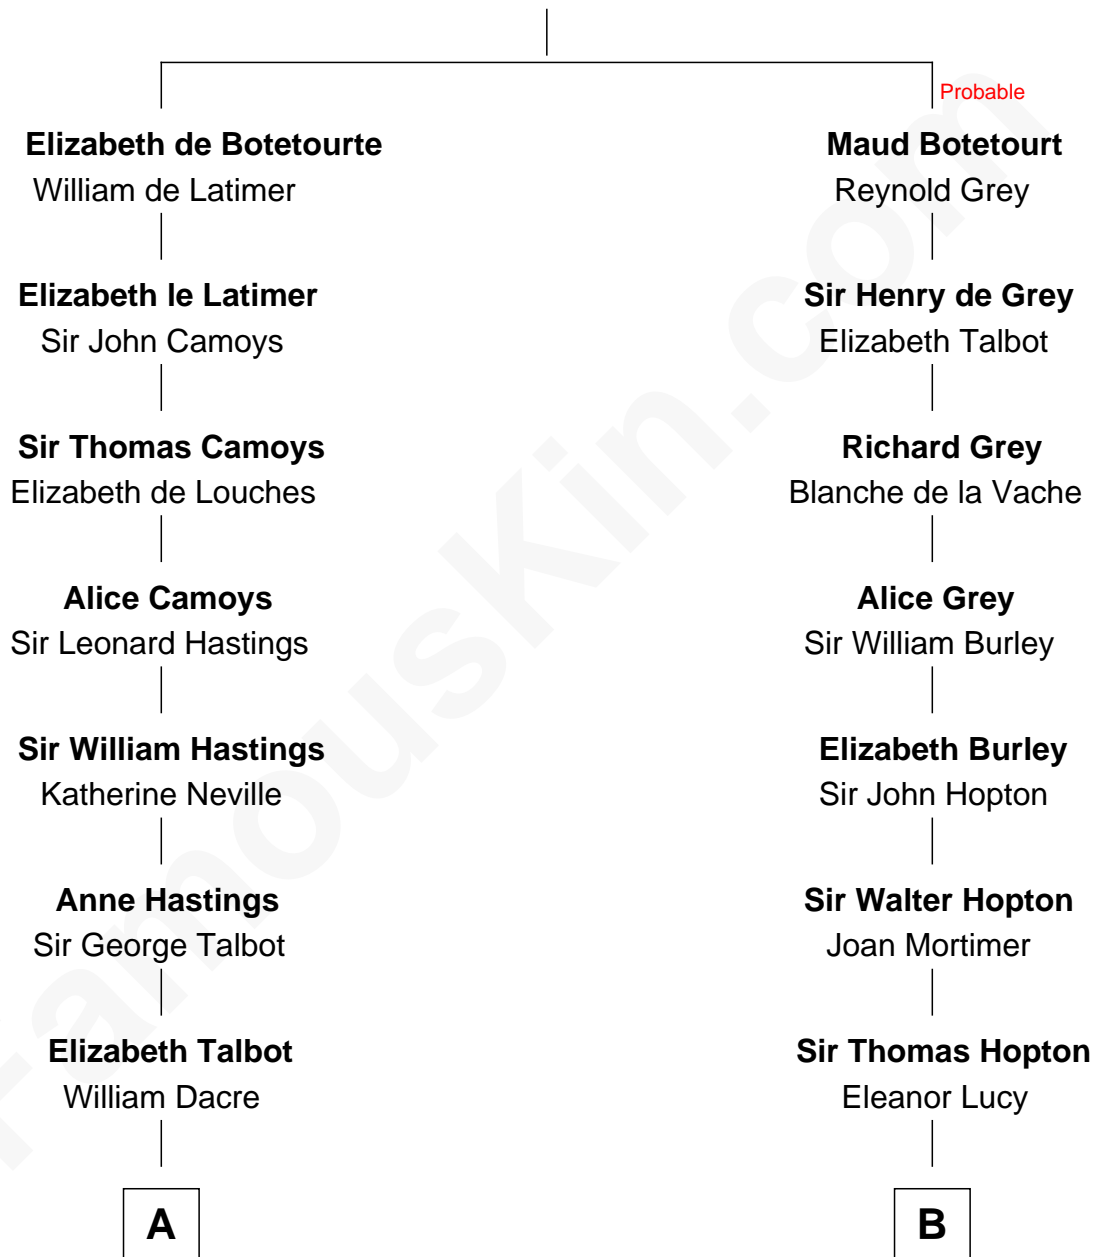 Probable
Elizabeth de Botetourte
William de Latimer
Maud Botetourt
Reynold Grey
Elizabeth le Latimer
Sir John Camoys
Sir Henry de Grey
Elizabeth Talbot
Sir Thomas Camoys
Elizabeth de Louches
Richard Grey
Blanche de la Vache
Alice Camoys
Sir Leonard Hastings
Alice Grey
Sir William Burley
Sir William Hastings
Katherine Neville
Elizabeth Burley
Sir John Hopton
Anne Hastings
Sir George Talbot
Sir Walter Hopton
Joan Mortimer
Elizabeth Talbot
William Dacre
Sir Thomas Hopton
Eleanor Lucy
A
B
FamousKin.com